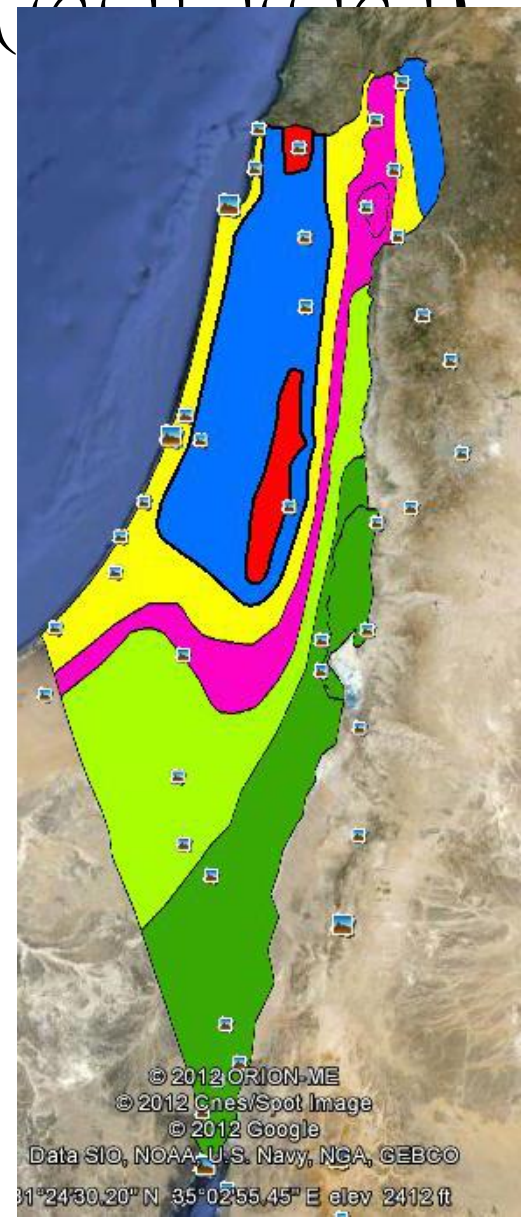 © 2012 ORION-ME
© 2012 Cnes/Spot Image
© 2012 Google
Data SIO, NOAA, U.S. Navy, NGA, GEBCO
31°24'30.20" N 35°02'55.45" E elev 2412 ft